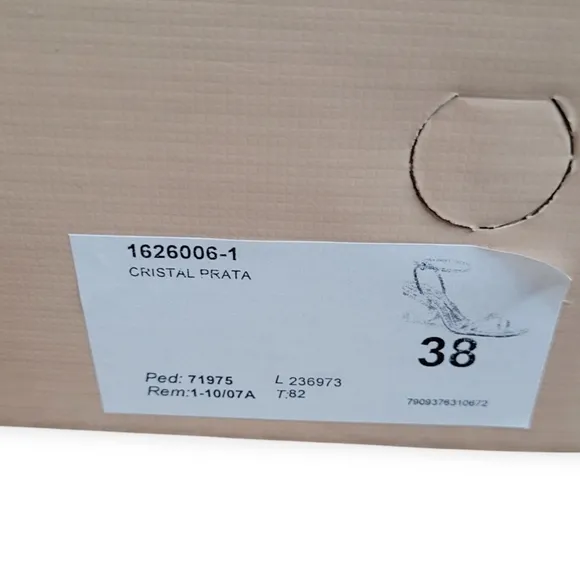 1626006-1
CRISTAL PRATA
38
Ped: 71975 L 236973
Rem:1-10/07A T:82
7909376310672